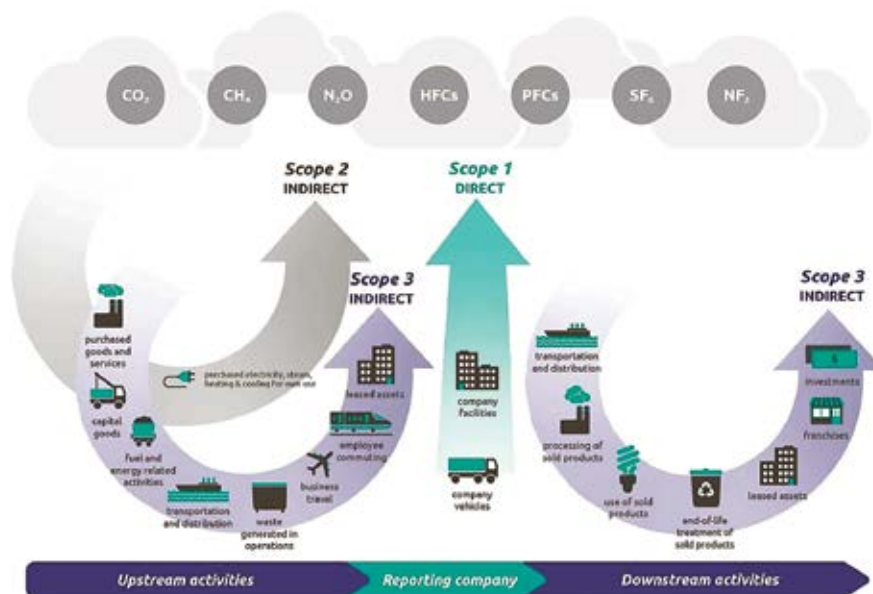 CO₂
CH₄
N₂O
HFCs
PFCs
SF₆
NF₃
Scope 2
INDIRECT
Scope 1
DIRECT
Scope 3
INDIRECT
Scope 3
INDIRECT
purchased
goods and
services
capital
goods
fuel and
energy related
activities
transportation
and distribution
waste
generated in
operations
business
travel
employee
commuting
leased assets
purchased electricity, steam,
heating & cooling for own use
company
facilities
company
vehicles
transportation
and distribution
processing of
sold products
use of sold
products
end-of-life
treatment of
sold products
leased assets
franchises
investments
Upstream activities
Reporting company
Downstream activities